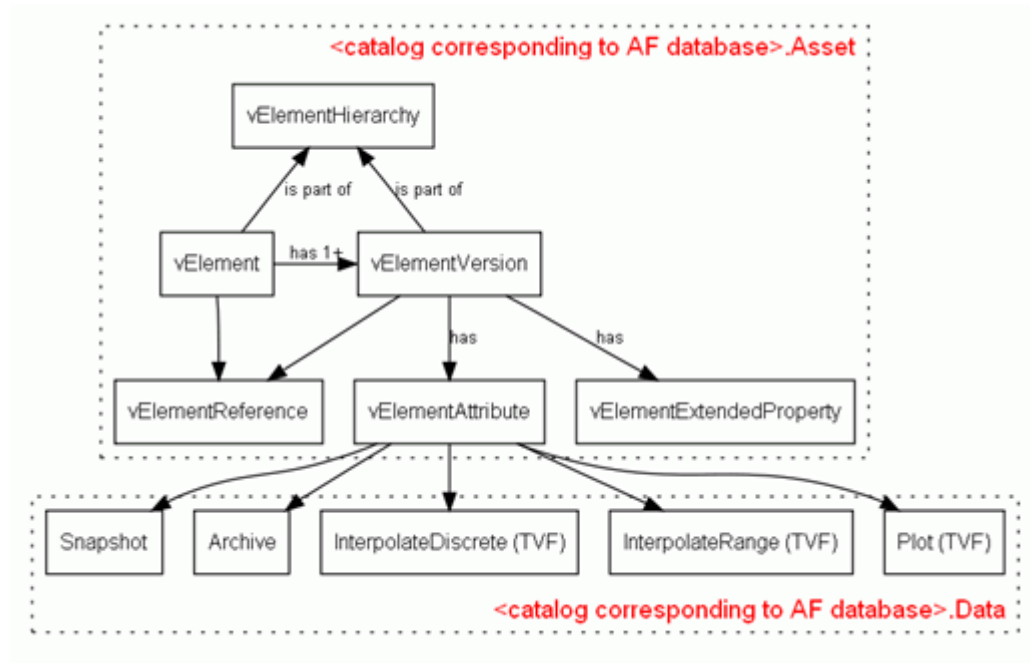 <catalog corresponding to AF database>.Asset
vElementHierarchy
is part of
is part of
vElement
has 1+
vElementVersion
has
has
vElementReference
vElementAttribute
vElementExtendedProperty
Snapshot
Archive
InterpolateDiscrete (TVF)
InterpolateRange (TVF)
Plot (TVF)
<catalog corresponding to AF database>.Data